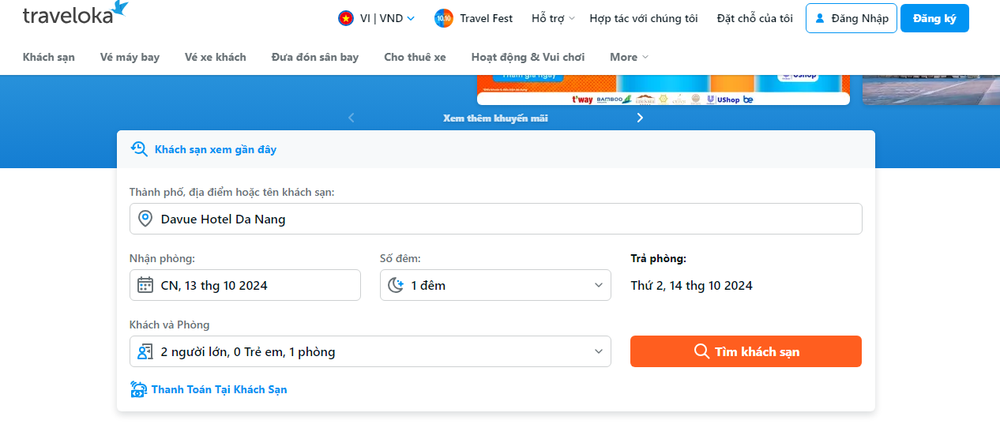 traveloka
VI | VND
10.10
Travel Fest
Hỗ trợ
Hợp tác với chúng tôi
Đặt chỗ của tôi
Đăng Nhập
Đăng ký
Khách sạn
Vé máy bay
Vé xe khách
Đưa đón sân bay
Cho thuê xe
Hoạt động & Vui chơi
More
Tham gia ngay
UShop
t'way BAMBOO UShop be
Xem thêm khuyến mãi
Khách sạn xem gần đây
Thành phố, địa điểm hoặc tên khách sạn:
Davue Hotel Da Nang
Nhận phòng:
Số đêm:
Trả phòng:
CN, 13 thg 10 2024
1 đêm
Thứ 2, 14 thg 10 2024
Khách và Phòng
2 người lớn, 0 Trẻ em, 1 phòng
Tìm khách sạn
Thanh Toán Tại Khách Sạn